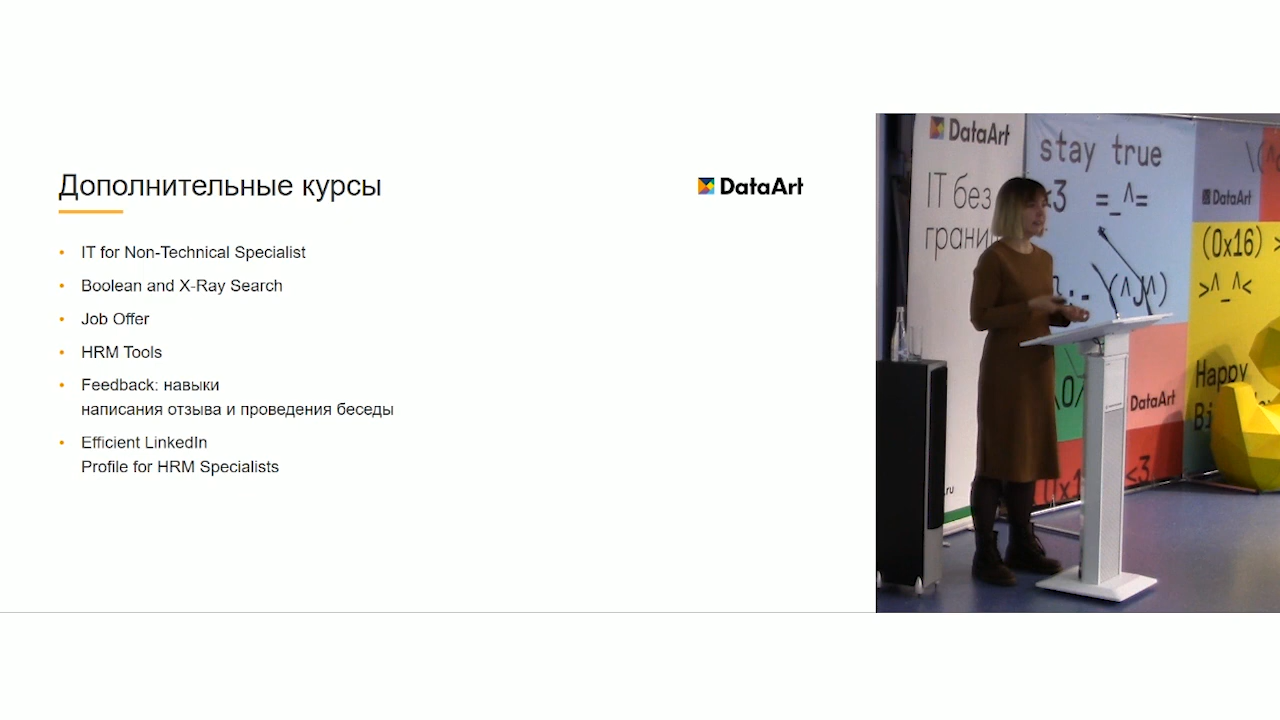 Дополнительные курсы
DataArt
• IT for Non-Technical Specialist
• Boolean and X-Ray Search
• Job Offer
• HRM Tools
• Feedback: навыки
написания отзыва и проведения беседы
• Efficient LinkedIn
Profile for HRM Specialists
DataArt
IT без
stay true
<3 =_^=
DataArt
(0x16) >
>^_^<
\(^J^)
Happy
DataArt
<3